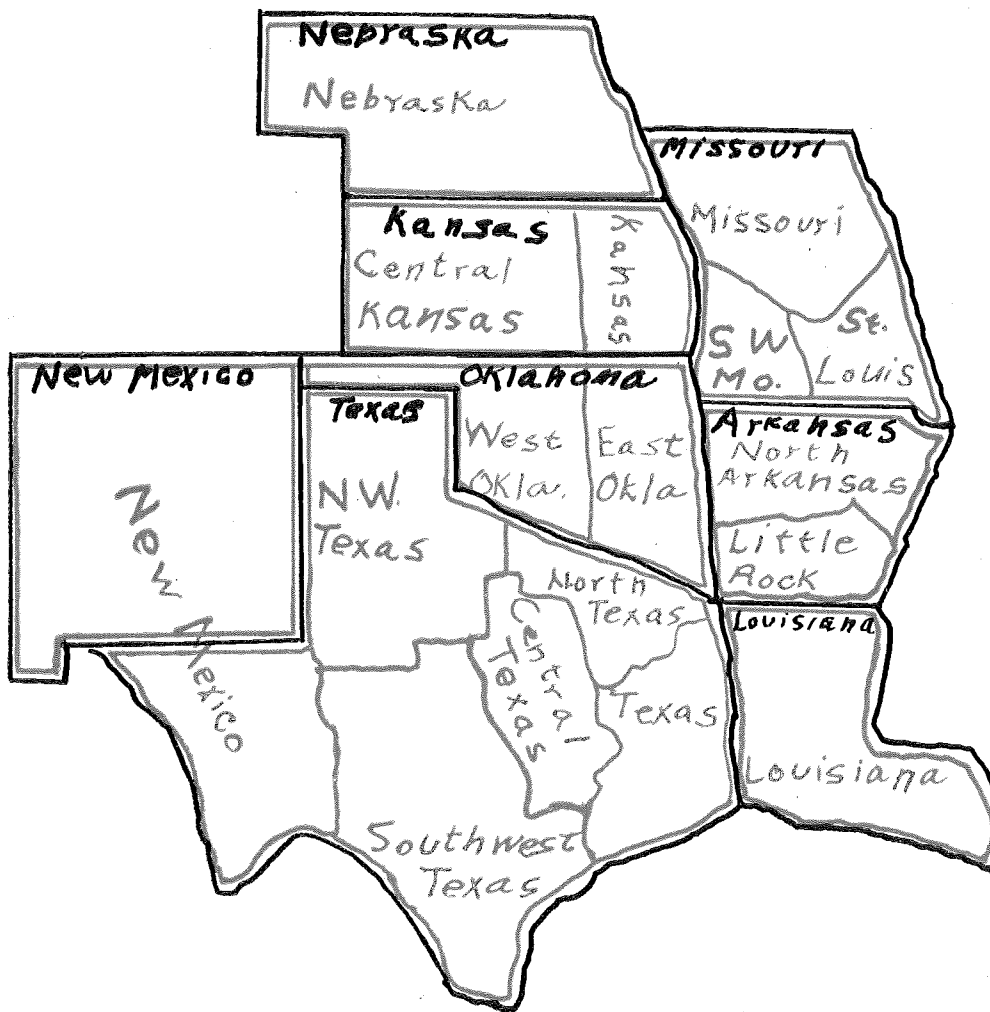 Nebraska
Nebraska
Missouri
Missouri
SW
Mo.
St.
Louis
Kansas
Central
Kansas
Kansas
New Mexico
New
Mexico
Oklahoma
West
Okla.
East
Okla
Texas
N.W.
Texas
North
Texas
Central
Texas
Texas
Southwest
Texas
Arkansas
North
Arkansas
Little
Rock
Louisiana
Louisiana